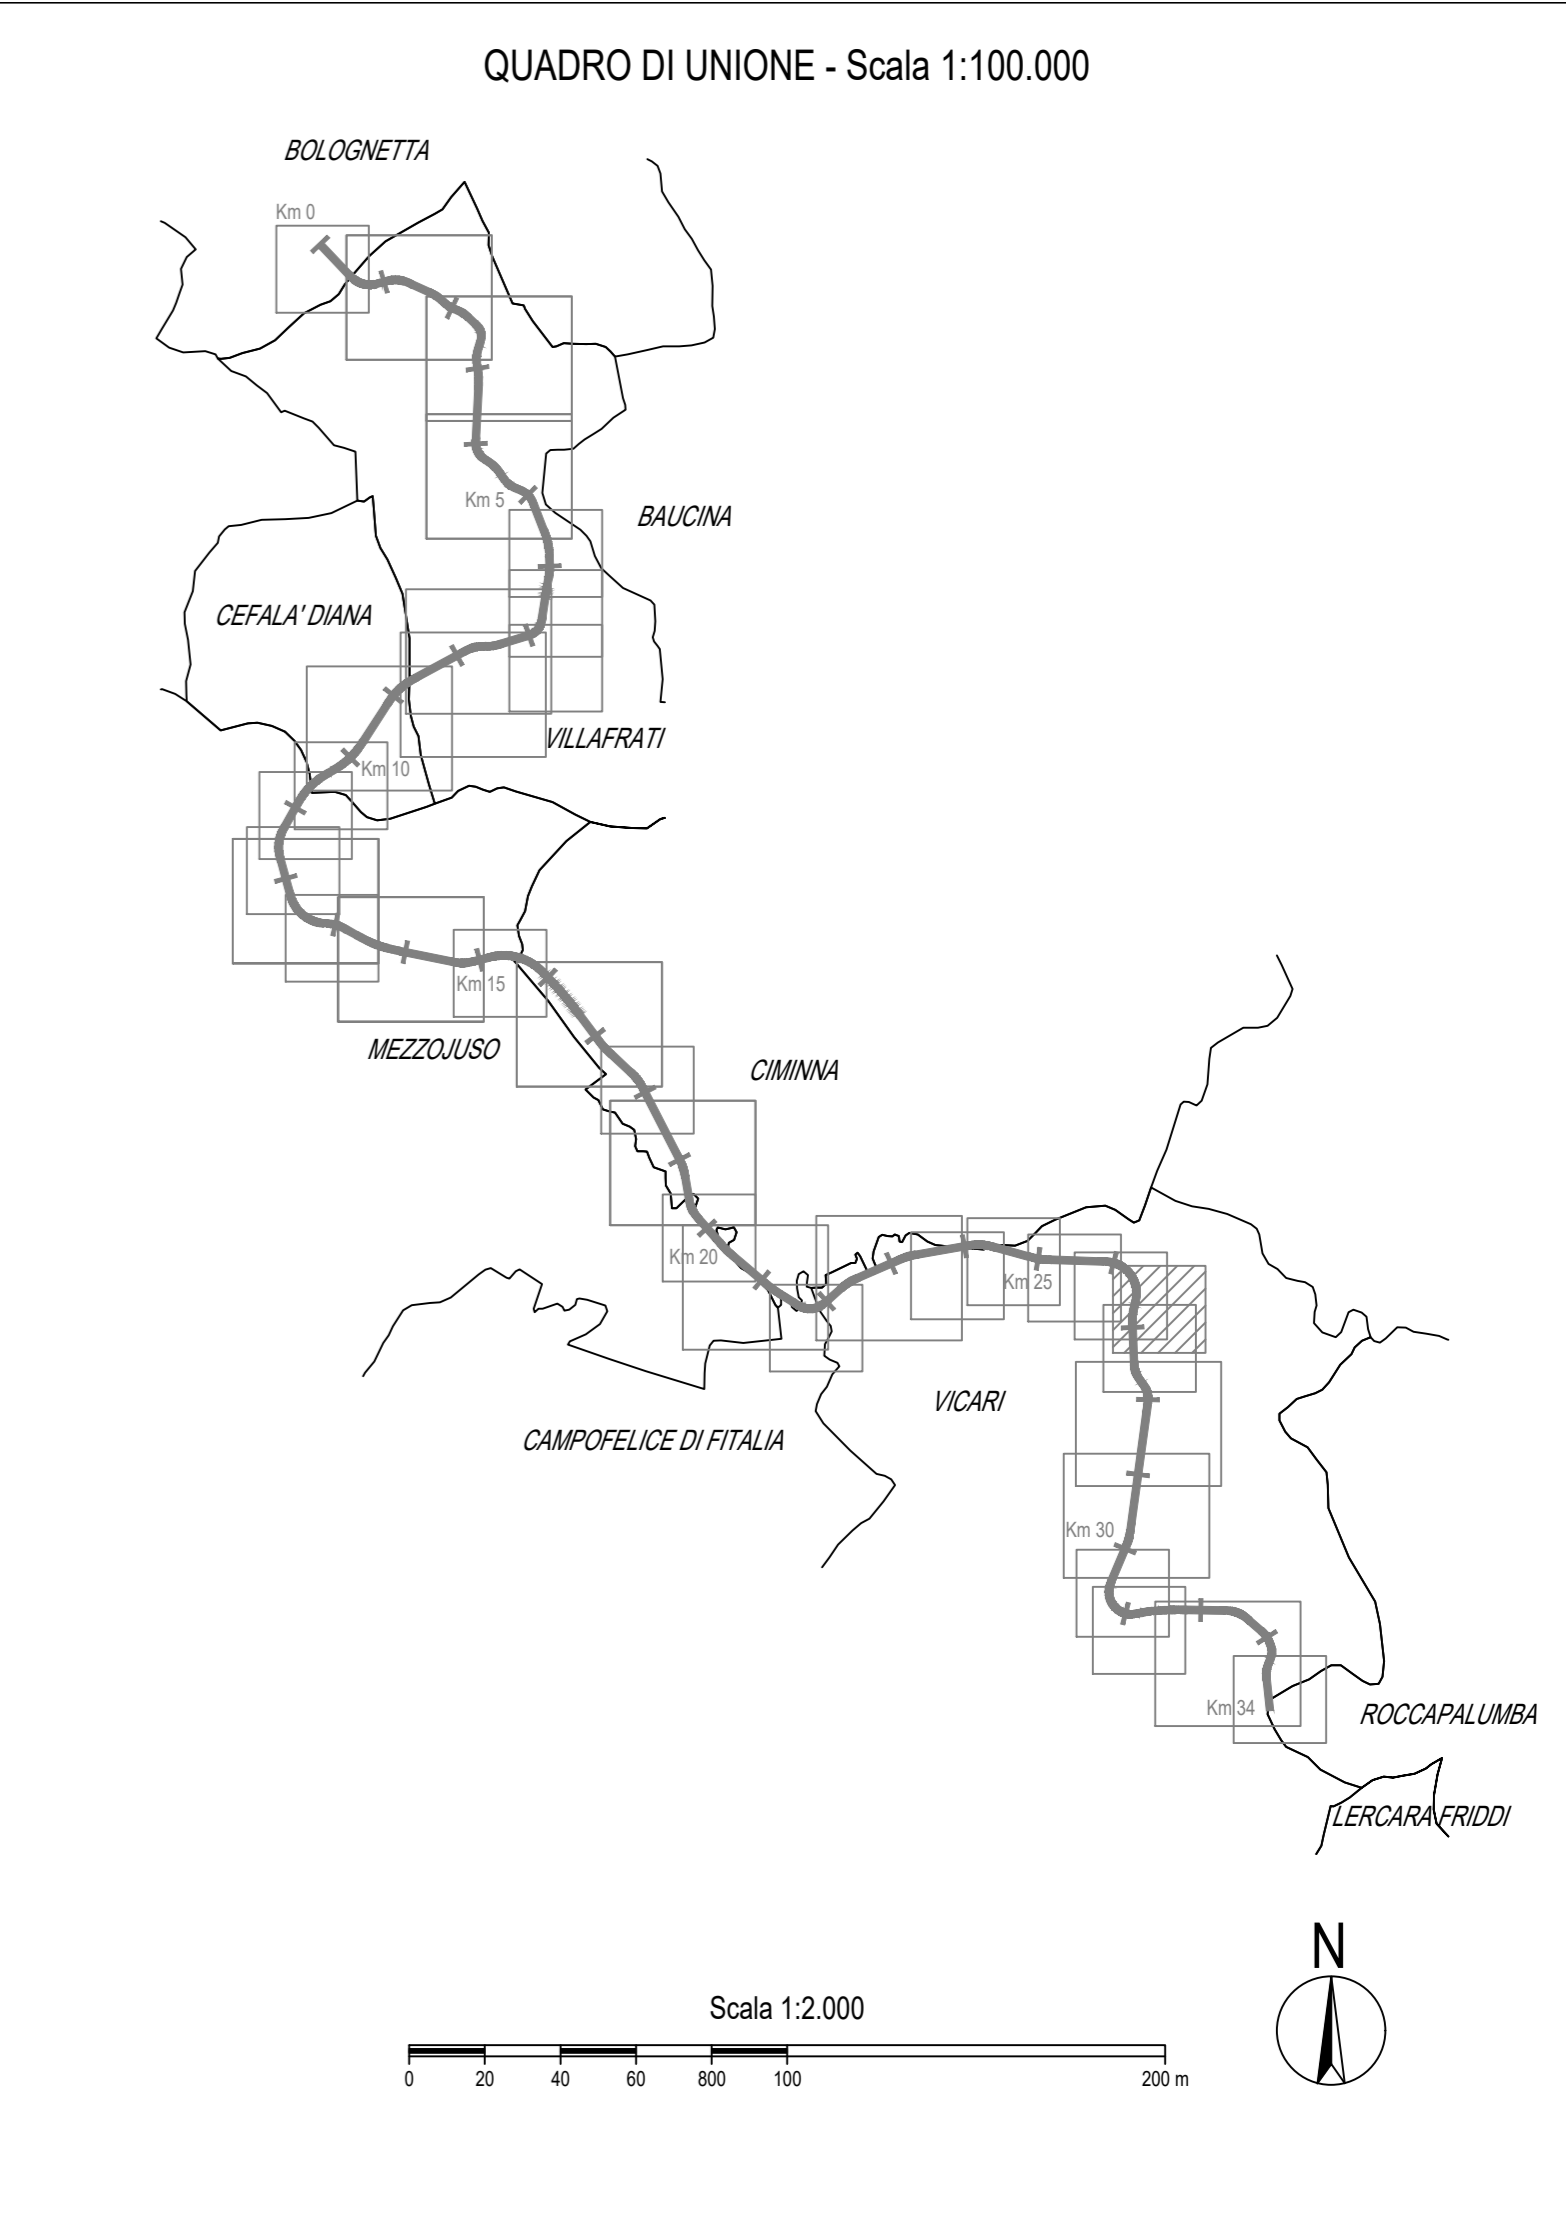 QUADRO DI UNIONE - Scala 1:100.000
BOLOGNETTA
Km 0
Km 5
BAUCINA
CEFALA' DIANA
VILLAFRATI
Km 10
Km 15
MEZZOJUSO
CIMINNA
Km 20
Km 25
VICARI
CAMPOFELICE DI FITALIA
Km 30
Km 34
ROCCAPALUMBA
LERCARA FRIDDI
N
Scala 1:2.000
0 20 40 60 800 100 200 m